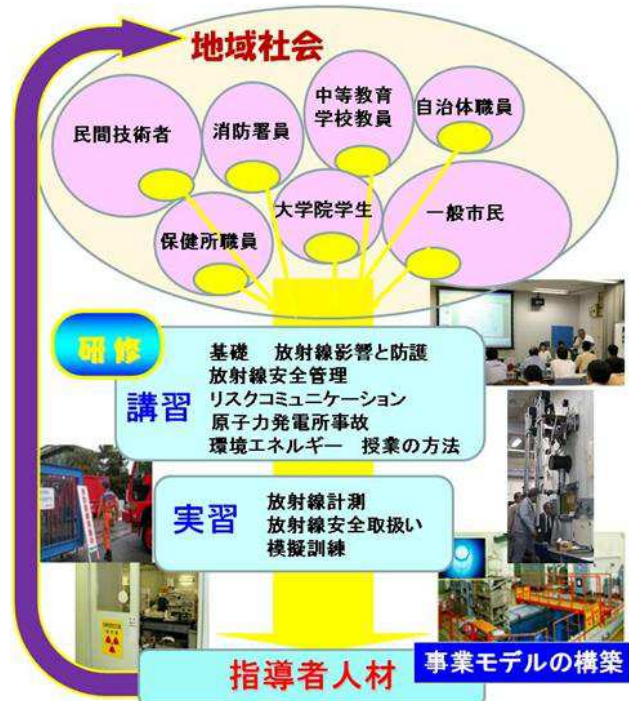 地域社会
民間技術者
消防署員
中等教育
学校教員
自治体職員
保健所職員
大学院学生
一般市民
研修
講習
基礎　放射線影響と防護
放射線安全管理
リスクコミュニケーション
原子力発電所事故
環境エネルギー　授業の方法
実習
放射線計測
放射線安全取扱い
模擬訓練
指導者人材
事業モデルの構築